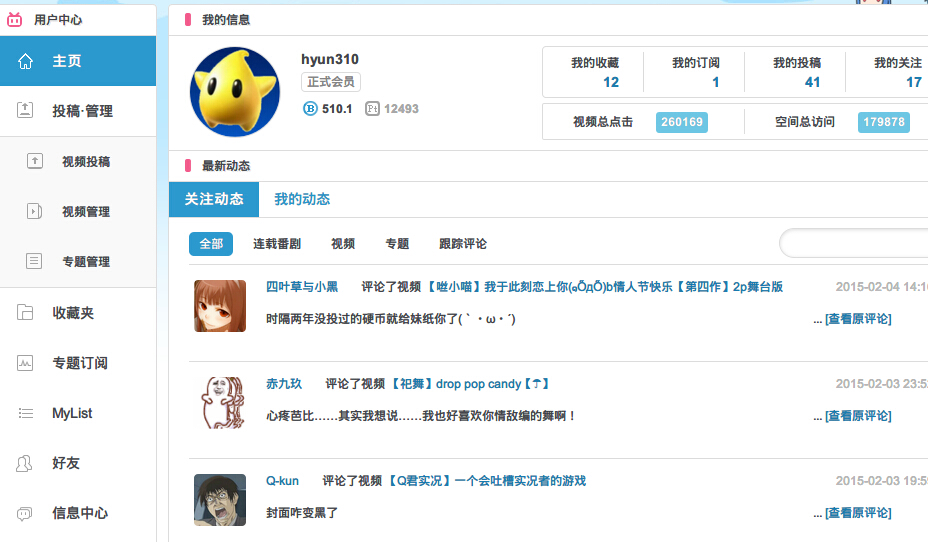 用户中心
主页
投稿·管理
视频投稿
视频管理
专题管理
收藏夹
专题订阅
MyList
好友
信息中心
我的信息
hyun310
正式会员
B 510.1 Pt 12493
我的收藏 我的订阅 我的投稿 我的关注
12 1 41 17
视频总点击 260169 空间总访问 179878
最新动态
关注动态 我的动态
全部 连载番剧 视频 专题 跟踪评论
四叶草与小黑 评论了视频 【咝小喵】我于此刻恋上你(ฅÕдÕ)b情人节快乐【第四作】2p舞台版 2015-02-04 14:1
时隔两年没投过的硬币就给妹纸你了(｀・ω・´) ... [查看原评论]
赤九玖 评论了视频 【祀舞】drop pop candy【☂】 2015-02-03 23:5
心疼芭比……其实我想说……我也好喜欢你情敌编的舞啊！ ... [查看原评论]
Q-kun 评论了视频 【Q君实况】一个会吐槽实况者的游戏 2015-02-03 19:5
封面咋变黑了 ... [查看原评论]